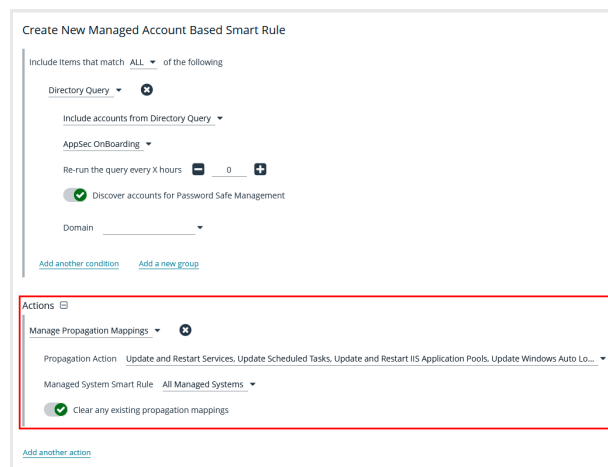 Create New Managed Account Based Smart Rule
Include Items that match ALL of the following
Directory Query
Include accounts from Directory Query
AppSec OnBoarding
Re-run the query every X hours 0
Discover accounts for Password Safe Management
Domain
Add another condition Add a new group
Actions
Manage Propagation Mappings
Propagation Action Update and Restart Services, Update Scheduled Tasks, Update and Restart IIS Application Pools, Update Windows Auto Lo...
Managed System Smart Rule All Managed Systems
Clear any existing propagation mappings
Add another action